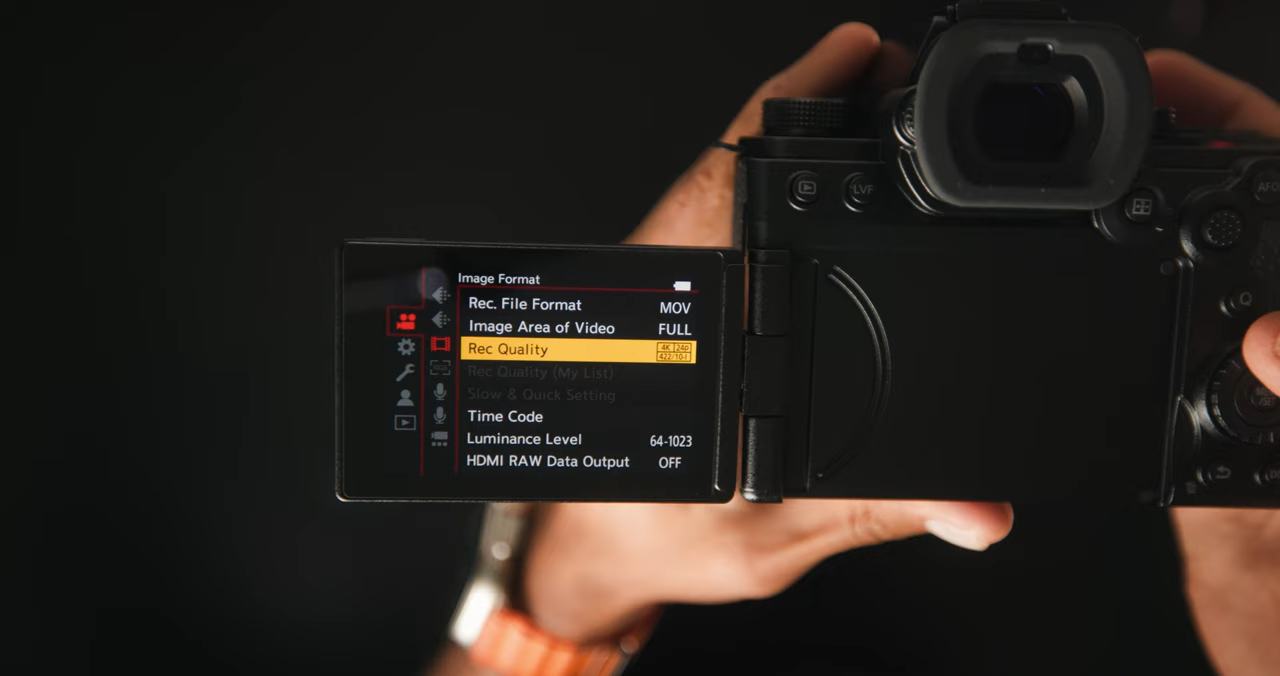 LVF
AFO
Q
Image Format
Rec. File Format MOV
Image Area of Video FULL
Rec Quality 4K 24p
422/10-I
Rec Quality (My List)
Slow & Quick Setting
Time Code
Luminance Level 64-1023
HDMI RAW Data Output OFF